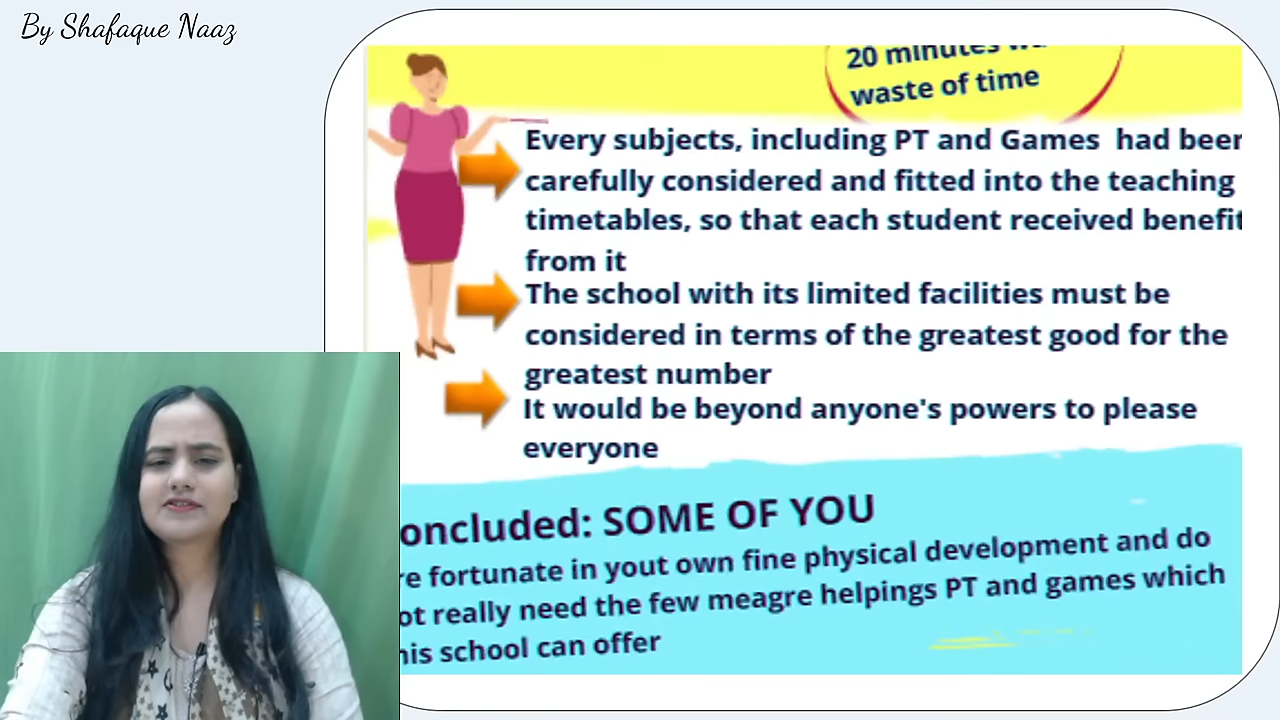 By Shafaque Naaz
20 minutes
waste of time
Every subjects, including PT and Games had been
carefully considered and fitted into the teaching
timetables, so that each student received benefit
from it
The school with its limited facilities must be
considered in terms of the greatest good for the
greatest number
It would be beyond anyone's powers to please
everyone
oncluded: SOME OF YOU
re fortunate in yout own fine physical development and do
ot really need the few meagre helpings PT and games which
his school can offer